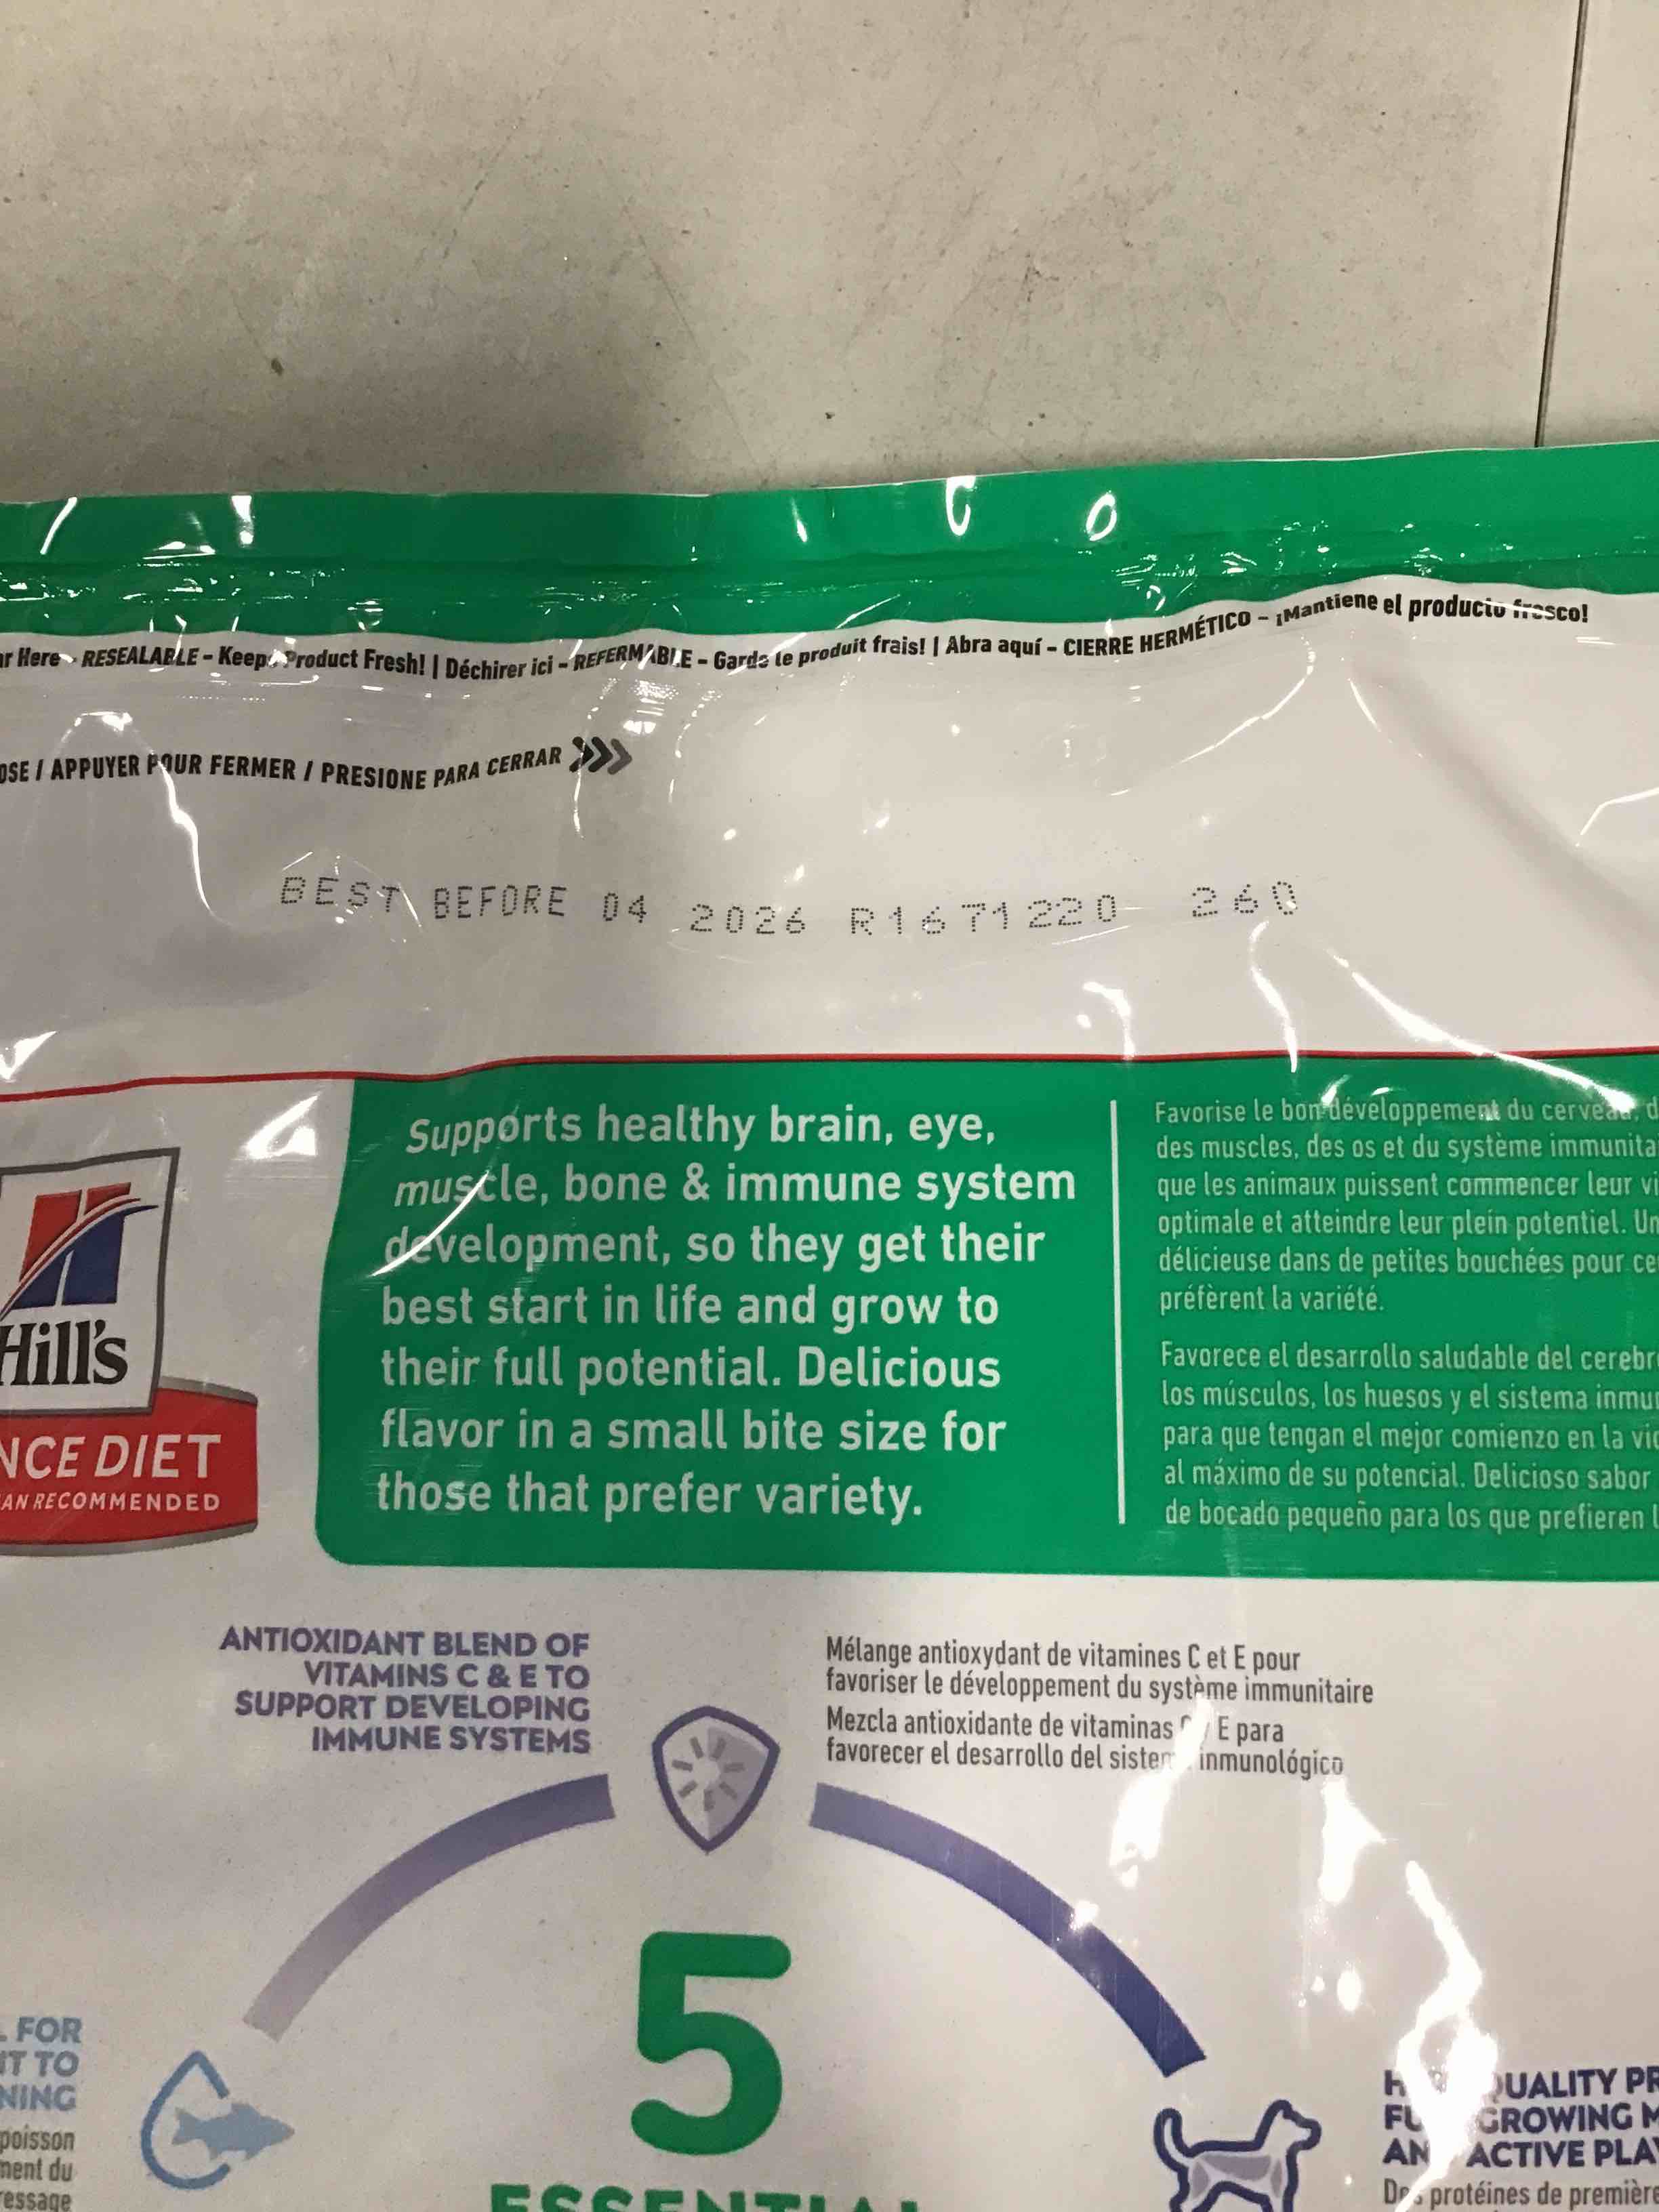 Here - RESEALABLE - Keeps Product Fresh! | Déchirer ici - REFERMABLE - Garde le produit frais! | Abra aquí - CIERRE HERMÉTICO - ¡Mantiene el producto fresco!
/ APPUYER POUR FERMER / PRESIONE PARA CERRAR
BEST BEFORE 04 2026 R1671220 260
Hill's
DIET
RECOMMENDED
Supports healthy brain, eye,
muscle, bone & immune system
development, so they get their
best start in life and grow to
their full potential. Delicious
flavor in a small bite size for
those that prefer variety.
Favorise le bon développement du cerveau,
des muscles, des os et du système
que les animaux puissent commencer leur
optimale et atteindre leur plein potentiel.
délicieuse dans de petites bouchées pour
préfèrent la variété.
Favorece el desarrollo saludable del
los músculos, los huesos y el sistema
para que tengan el mejor comienzo en la
al máximo de su potencial. Delicioso sabor
de bocado pequeño para los que prefieren
ANTIOXIDANT BLEND OF
VITAMINS C & E TO
SUPPORT DEVELOPING
IMMUNE SYSTEMS
Mélange antioxydant de vitamines C et E pour
favoriser le développement du système immunitaire
Mezcla antioxidante de vitaminas E para
favorecer el desarrollo del inmunológico
5
ESSENTIAL
FOR
TO
poisson
du
QUALITY
GROWING
ACTIVE
protéines de première